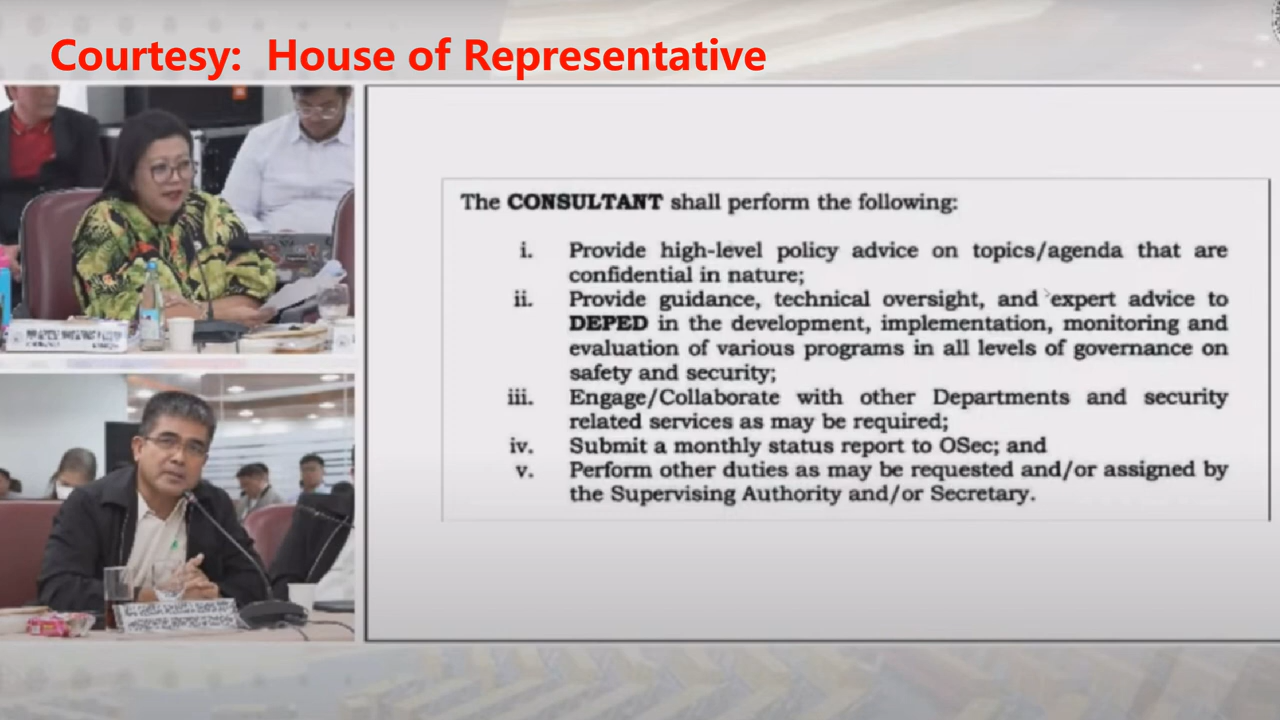 Courtesy: House of Representative
The CONSULTANT shall perform the following:
i. Provide high-level policy advice on topics/agenda that are
confidential in nature;
ii. Provide guidance, technical oversight, and expert advice to
DEPED in the development, implementation, monitoring and
evaluation of various programs in all levels of governance on
safety and security;
iii. Engage/Collaborate with other Departments and security
related services as may be required;
iv. Submit a monthly status report to OSec; and
v. Perform other duties as may be requested and/or assigned by
the Supervising Authority and/or Secretary.